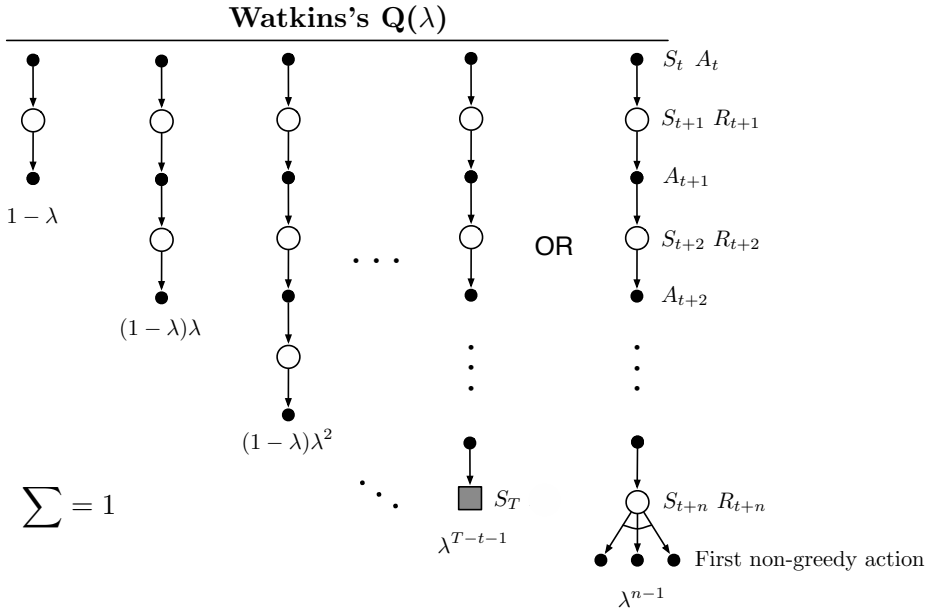 Watkins's Q(λ)
S_t A_t
S_{t+1} R_{t+1}
A_{t+1}
1 − λ
S_{t+2} R_{t+2}
OR
A_{t+2}
(1 − λ)λ
(1 − λ)λ^2
∑ = 1
S_T
S_{t+n} R_{t+n}
λ^{T−t−1}
First non-greedy action
λ^{n−1}